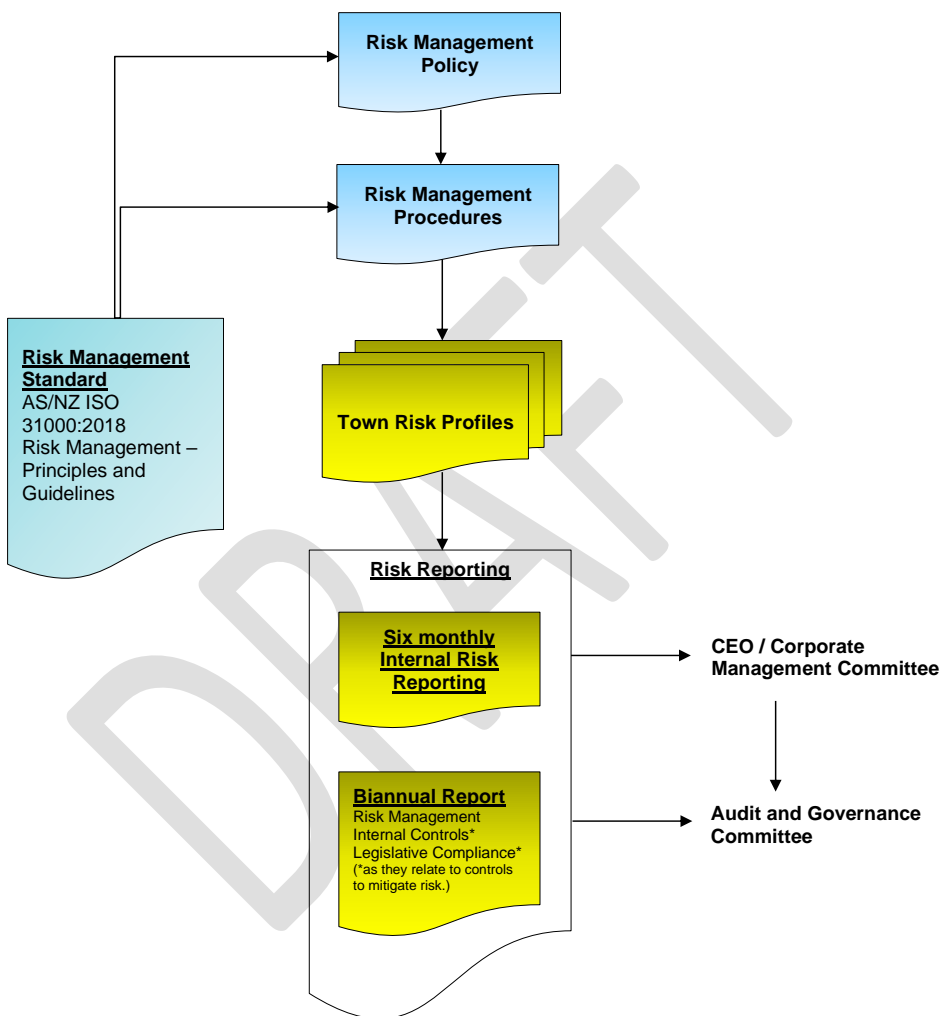 Risk Management
Policy
Risk Management
Procedures
Risk Management
Standard
AS/NZ ISO
31000:2018
Risk Management –
Principles and
Guidelines
Town Risk Profiles
Risk Reporting
Six monthly
Internal Risk
Reporting
CEO / Corporate
Management Committee
Biannual Report
Risk Management
Internal Controls*
Legislative Compliance*
(*as they relate to controls
to mitigate risk.)
Audit and Governance
Committee
DRAFT